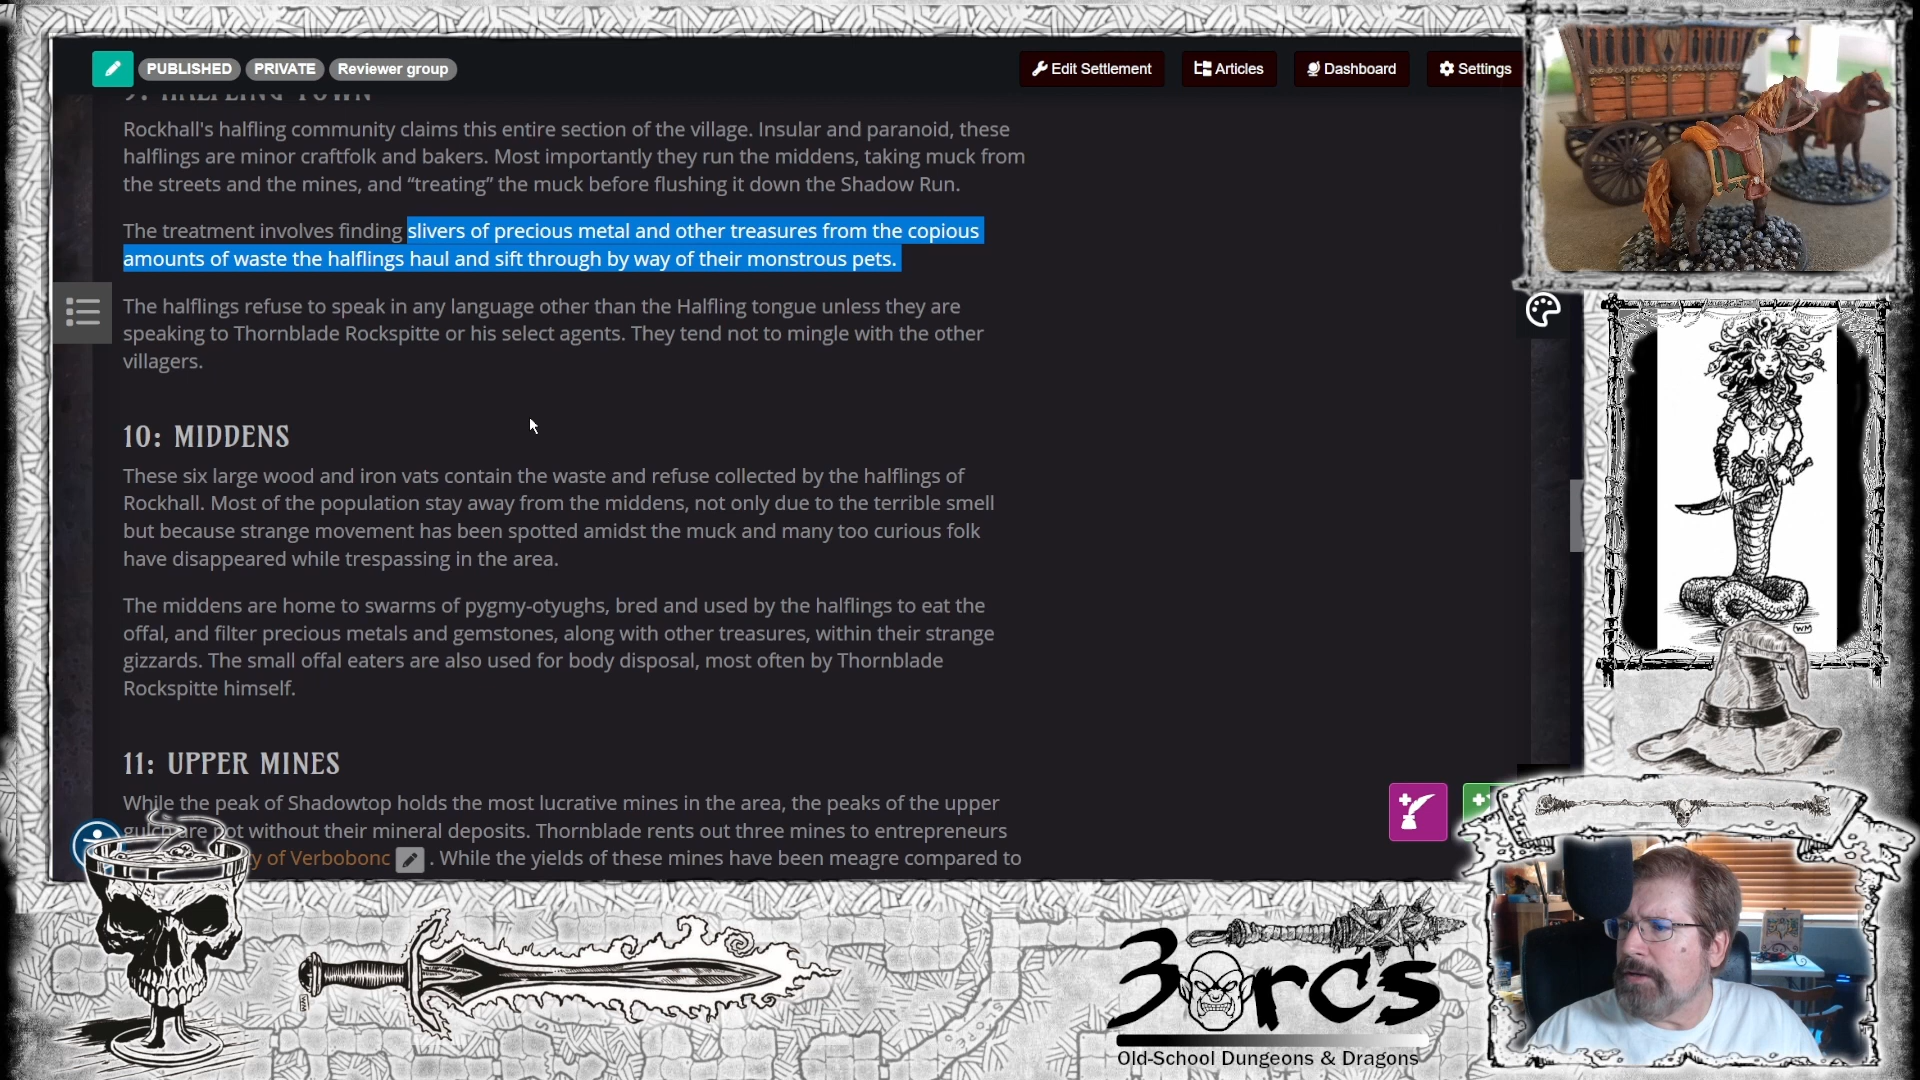 PUBLISHED PRIVATE Reviewer group
Edit Settlement Articles Dashboard Settings
9: HALFLING TOWN
Rockhall's halfling community claims this entire section of the village. Insular and paranoid, these
halflings are minor craftfolk and bakers. Most importantly they run the middens, taking muck from
the streets and the mines, and “treating” the muck before flushing it down the Shadow Run.
The treatment involves finding slivers of precious metal and other treasures from the copious
amounts of waste the halflings haul and sift through by way of their monstrous pets.
The halflings refuse to speak in any language other than the Halfling tongue unless they are
speaking to Thornblade Rockspitte or his select agents. They tend not to mingle with the other
villagers.
10: MIDDENS
These six large wood and iron vats contain the waste and refuse collected by the halflings of
Rockhall. Most of the population stay away from the middens, not only due to the terrible smell
but because strange movement has been spotted amidst the muck and many too curious folk
have disappeared while trespassing in the area.
The middens are home to swarms of pygmy-otyughs, bred and used by the halflings to eat the
offal, and filter precious metals and gemstones, along with other treasures, within their strange
gizzards. The small offal eaters are also used for body disposal, most often by Thornblade
Rockspitte himself.
11: UPPER MINES
While the peak of Shadowtop holds the most lucrative mines in the area, the peaks of the upper
gulch are not without their mineral deposits. Thornblade rents out three mines to entrepreneurs
y of Verbobonc . While the yields of these mines have been meagre compared to
WM
3 orcs
Old-School Dungeons & Dragons